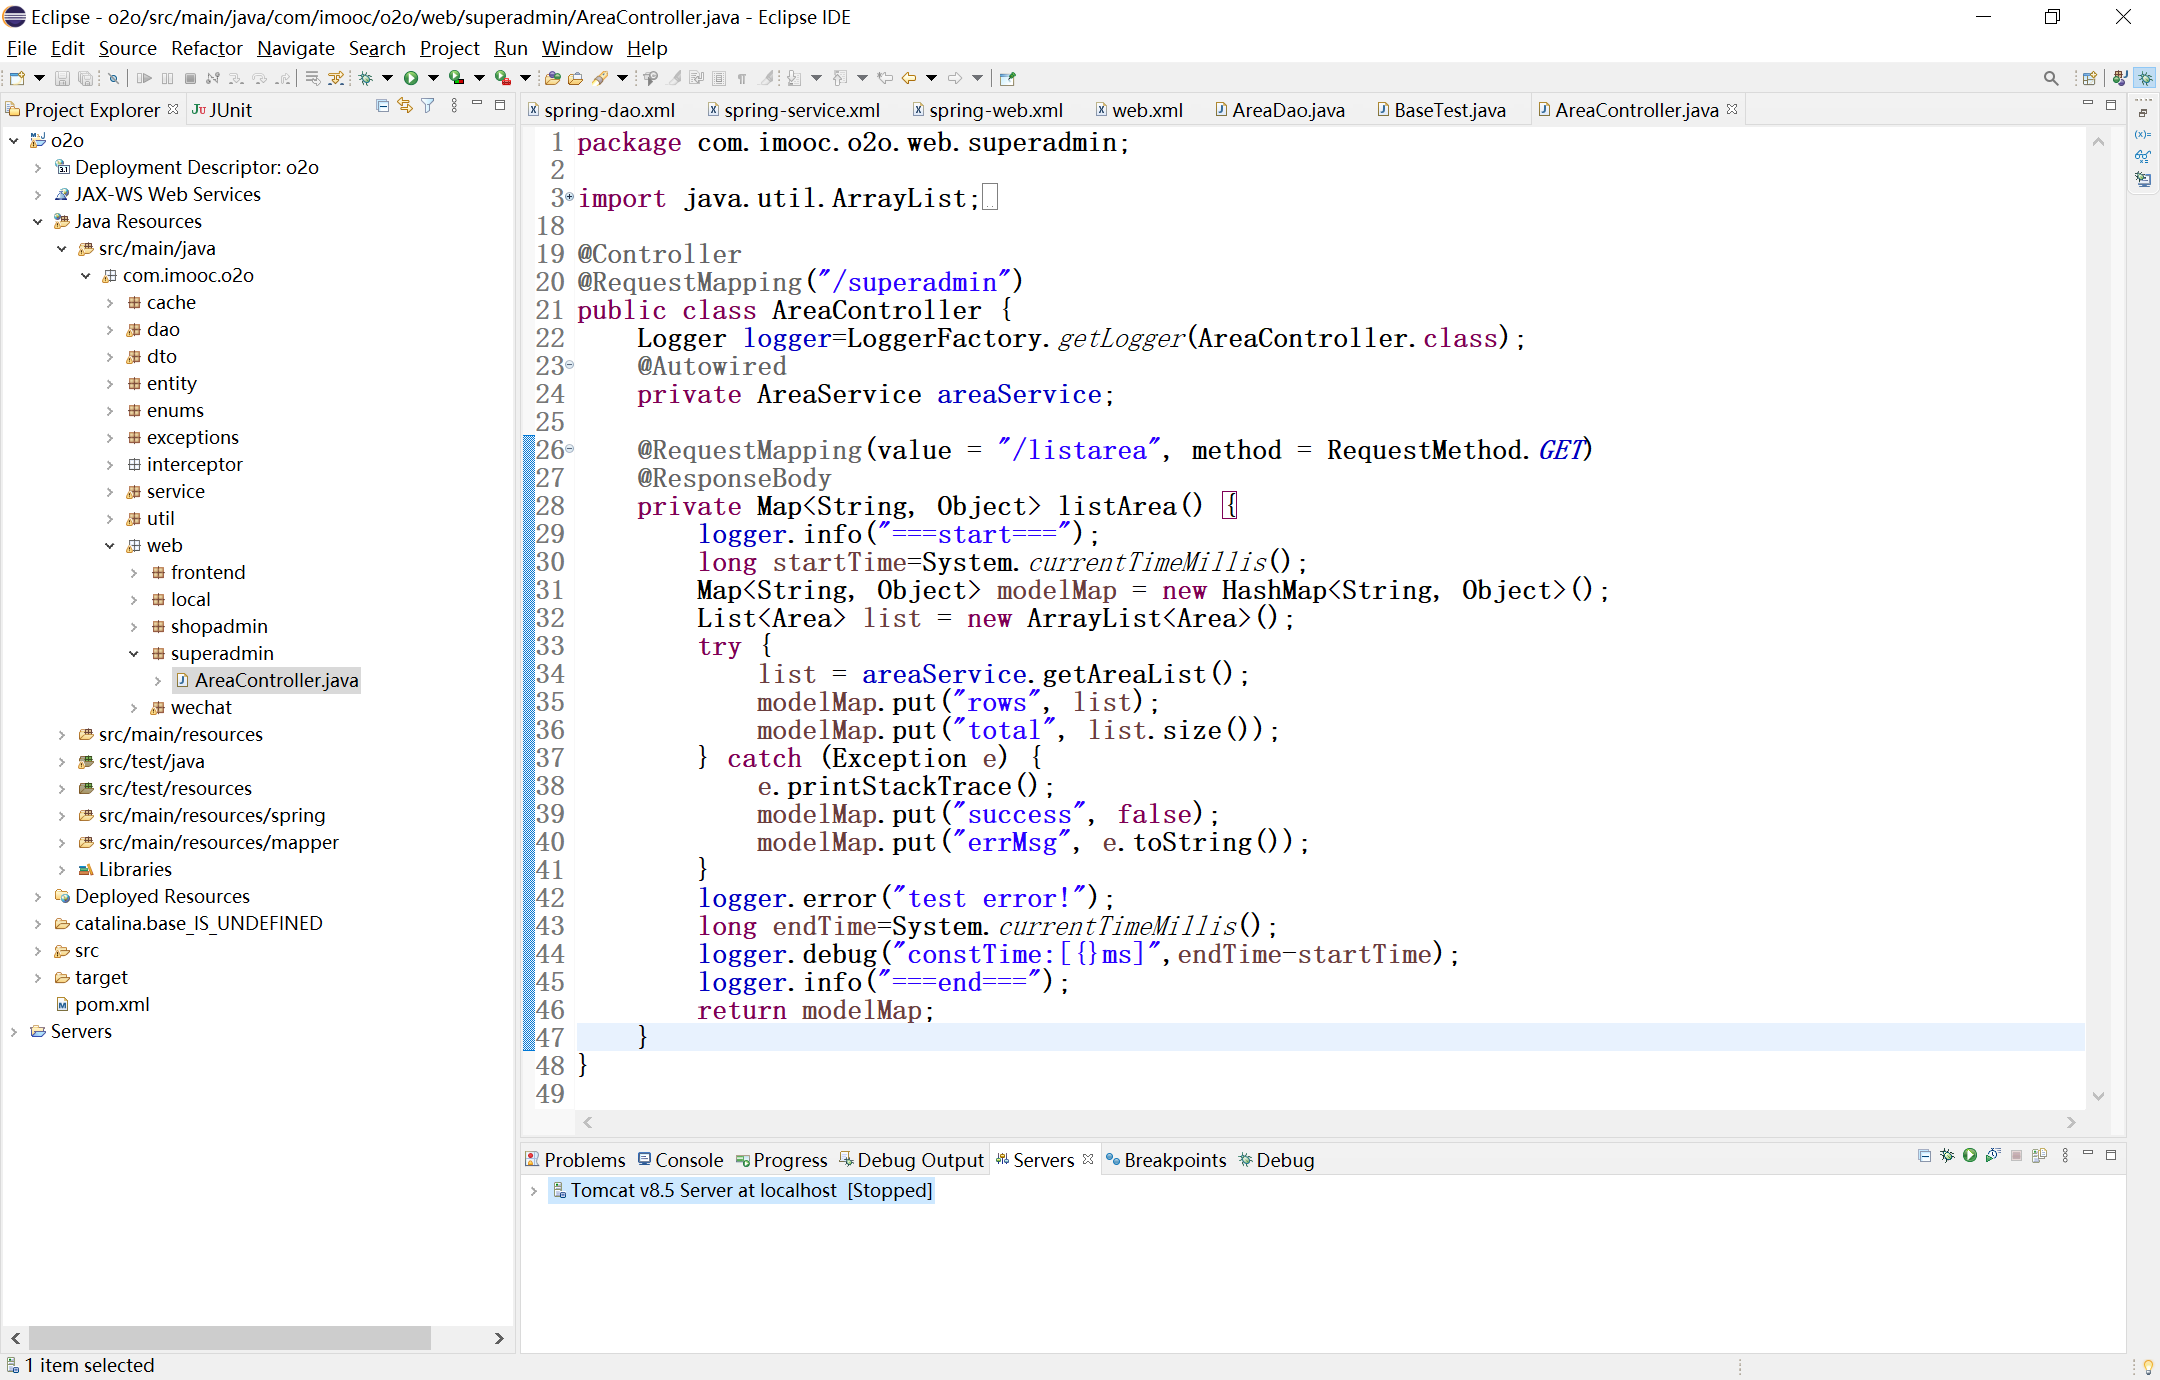 Eclipse - o2o/src/main/java/com/imooc/o2o/web/superadmin/AreaController.java - Eclipse IDE
File Edit Source Refactor Navigate Search Project Run Window Help
Project Explorer JUnit
spring-dao.xml spring-service.xml spring-web.xml web.xml AreaDao.java BaseTest.java AreaController.java
o2o
Deployment Descriptor: o2o
JAX-WS Web Services
Java Resources
src/main/java
com.imooc.o2o
cache
dao
dto
entity
enums
exceptions
interceptor
service
util
web
frontend
local
shopadmin
superadmin
AreaController.java
wechat
src/main/resources
src/test/java
src/test/resources
src/main/resources/spring
src/main/resources/mapper
Libraries
Deployed Resources
catalina.base_IS_UNDEFINED
src
target
pom.xml
Servers
1 package com.imooc.o2o.web.superadmin;
2
3 import java.util.ArrayList;
18
19 @Controller
20 @RequestMapping("/superadmin")
21 public class AreaController {
22     Logger logger=LoggerFactory.getLogger(AreaController.class);
23     @Autowired
24     private AreaService areaService;
25
26     @RequestMapping(value = "/listarea", method = RequestMethod.GET)
27     @ResponseBody
28     private Map<String, Object> listArea() {
29         logger.info("===start===");
30         long startTime=System.currentTimeMillis();
31         Map<String, Object> modelMap = new HashMap<String, Object>();
32         List<Area> list = new ArrayList<Area>();
33         try {
34             list = areaService.getAreaList();
35             modelMap.put("rows", list);
36             modelMap.put("total", list.size());
37         } catch (Exception e) {
38             e.printStackTrace();
39             modelMap.put("success", false);
40             modelMap.put("errMsg", e.toString());
41         }
42         logger.error("test error!");
43         long endTime=System.currentTimeMillis();
44         logger.debug("constTime:[{}ms]",endTime-startTime);
45         logger.info("===end===");
46         return modelMap;
47     }
48 }
49
Problems Console Progress Debug Output Servers Breakpoints Debug
Tomcat v8.5 Server at localhost [Stopped]
1 item selected